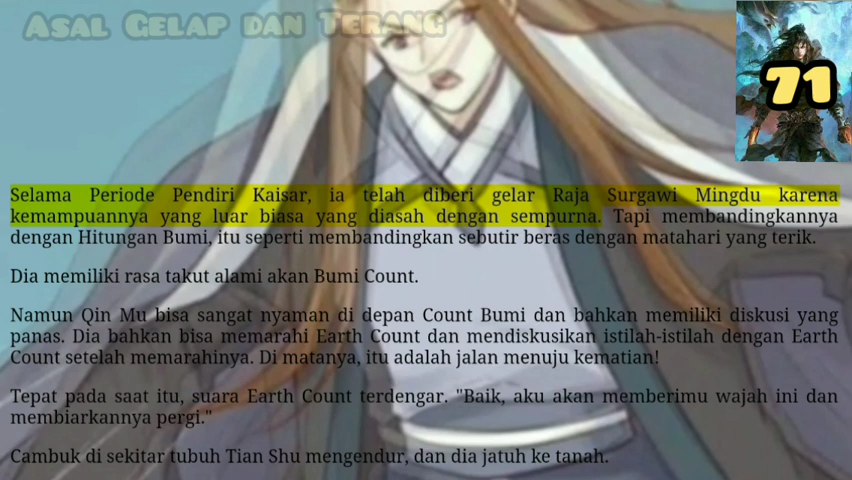 Asal Gelap dan Terang
71
Selama Periode Pendiri Kaisar, ia telah diberi gelar Raja Surgawi Mingdu karena
kemampuannya yang luar biasa yang diasah dengan sempurna. Tapi membandingkannya
dengan Hitungan Bumi, itu seperti membandingkan sebutir beras dengan matahari yang terik.
Dia memiliki rasa takut alami akan Bumi Count.
Namun Qin Mu bisa sangat nyaman di depan Count Bumi dan bahkan memiliki diskusi yang
panas. Dia bahkan bisa memarahi Earth Count dan mendiskusikan istilah-istilah dengan Earth
Count setelah memarahinya. Di matanya, itu adalah jalan menuju kematian!
Tepat pada saat itu, suara Earth Count terdengar. "Baik, aku akan memberimu wajah ini dan
membiarkannya pergi."
Cambuk di sekitar tubuh Tian Shu mengendur, dan dia jatuh ke tanah.